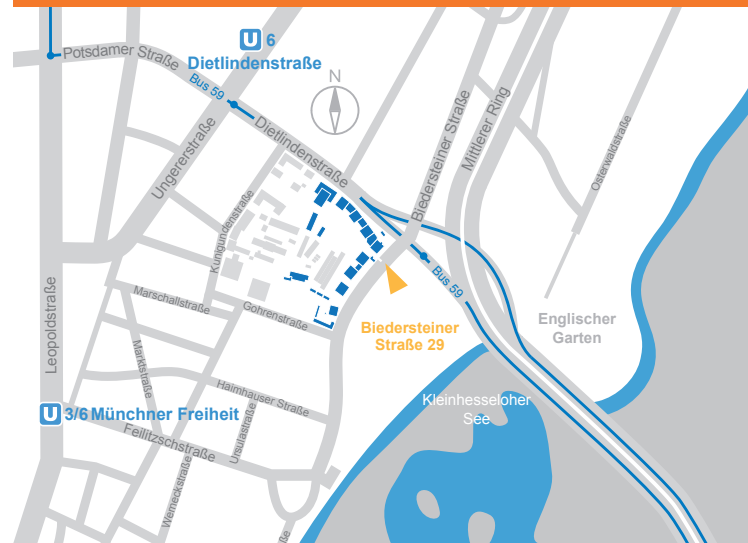 U 6
Dietlindenstraße
Potsdamer Straße
Bus 59
N
Dietlindenstraße
Ungererstraße
Biedersteiner Straße
Mittlerer Ring
Osterwaldstraße
Kunigundenstraße
Leopoldstraße
Marschallstraße
Gohrenstraße
Bus 59
Biedersteiner
Straße 29
Englischer
Garten
Marktstraße
Haimhauser Straße
Kleinhesseloher
See
U 3/6 Münchner Freiheit
Feilitzschstraße
Ursulastraße
Werneckstraße